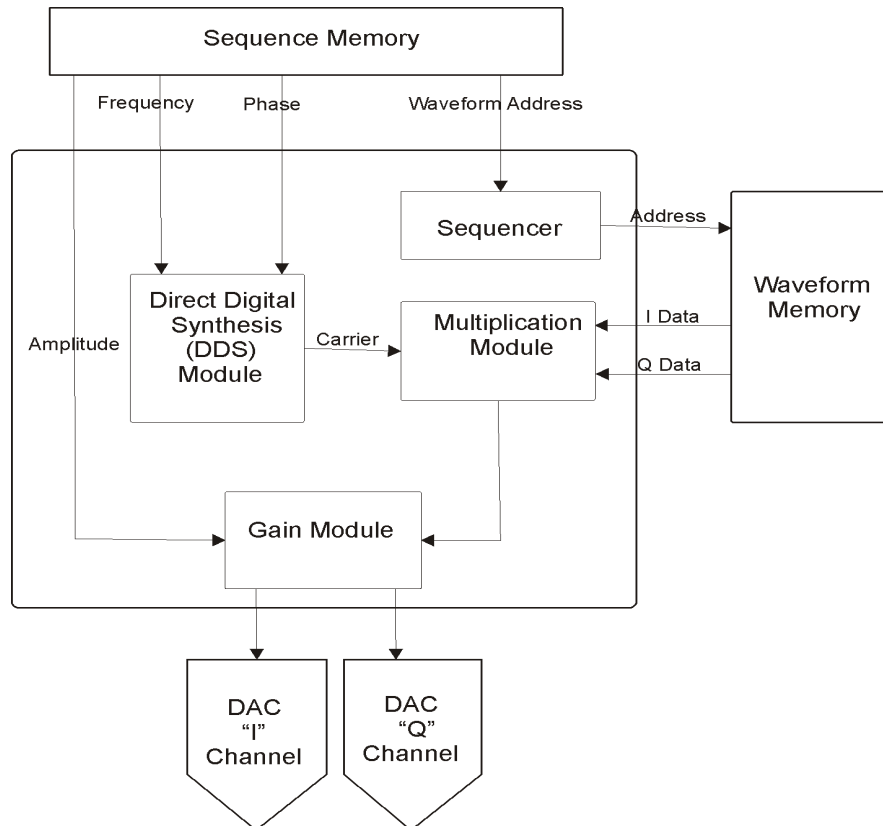 Sequence Memory
Frequency
Phase
Waveform Address
Sequencer
Address
Waveform
Memory
Direct Digital
Synthesis
(DDS)
Module
Multiplication
Module
I Data
Amplitude
Carrier
Q Data
Gain Module
DAC
“I”
Channel
DAC
“Q”
Channel